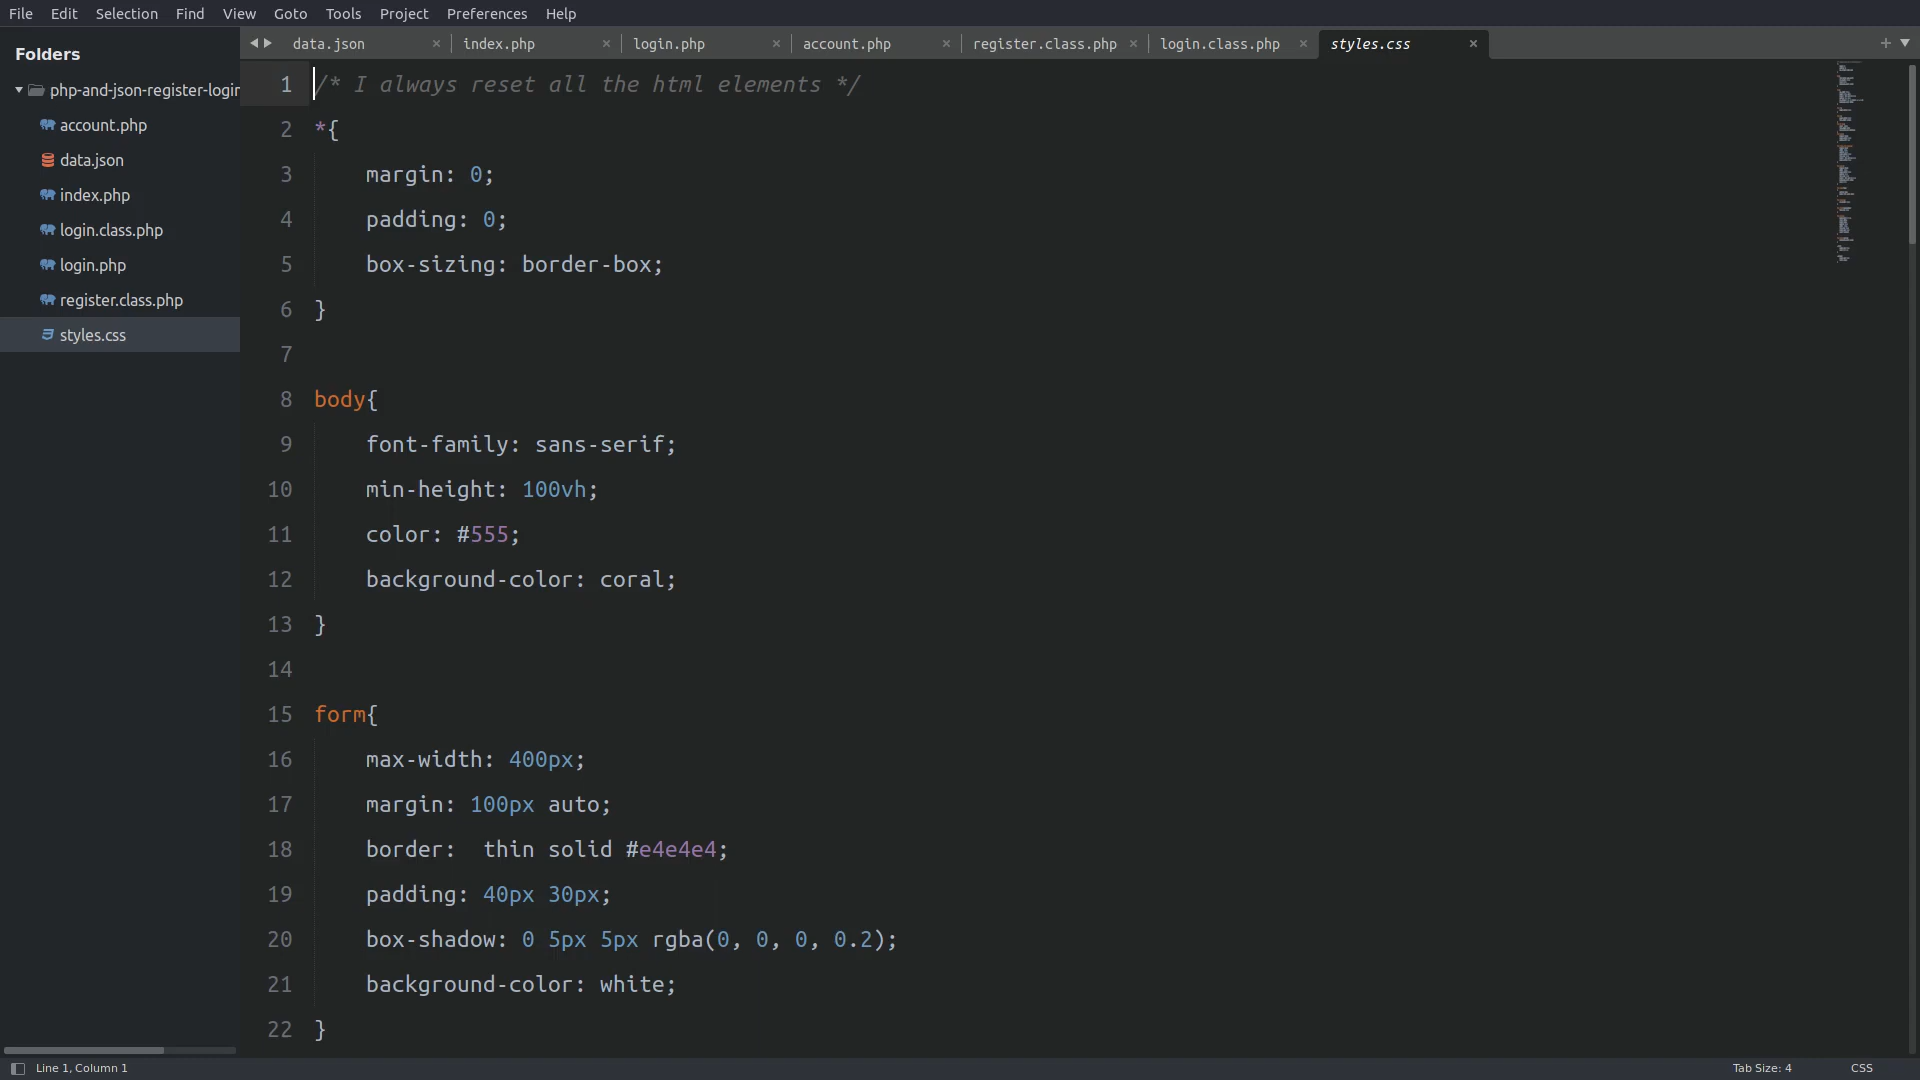 File Edit Selection Find View Goto Tools Project Preferences Help
Folders
php-and-json-register-login
account.php
data.json
index.php
login.class.php
login.php
register.class.php
styles.css
data.json × index.php × login.php × account.php × register.class.php × login.class.php × styles.css × +
1 /* I always reset all the html elements */
2 *{
3     margin: 0;
4     padding: 0;
5     box-sizing: border-box;
6 }
7
8 body{
9     font-family: sans-serif;
10     min-height: 100vh;
11     color: #555;
12     background-color: coral;
13 }
14
15 form{
16     max-width: 400px;
17     margin: 100px auto;
18     border:  thin solid #e4e4e4;
19     padding: 40px 30px;
20     box-shadow: 0 5px 5px rgba(0, 0, 0, 0.2);
21     background-color: white;
22 }
Line 1, Column 1 Tab Size: 4 CSS